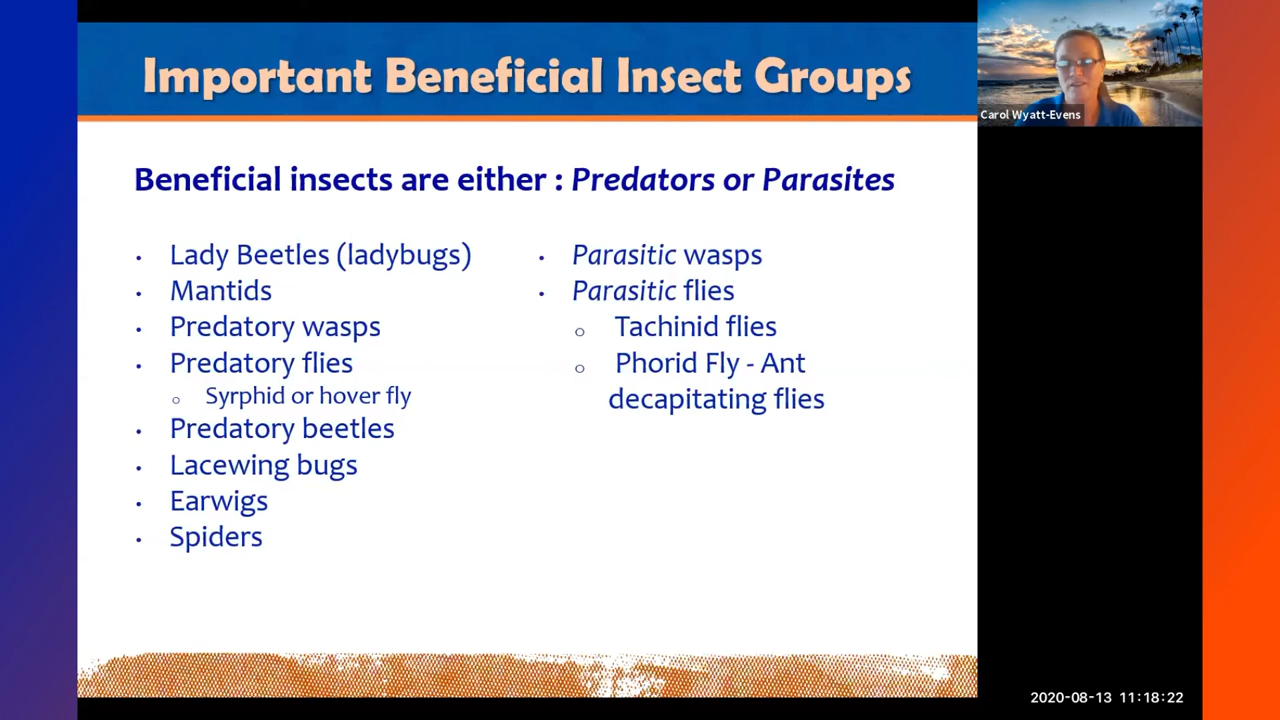 Important Beneficial Insect Groups
Carol Wyatt-Evens
Beneficial insects are either : Predators or Parasites
• Lady Beetles (ladybugs)
• Mantids
• Predatory wasps
• Predatory flies
○ Syrphid or hover fly
• Predatory beetles
• Lacewing bugs
• Earwigs
• Spiders
• Parasitic wasps
• Parasitic flies
○ Tachinid flies
○ Phorid Fly - Ant
decapitating flies
2020-08-13 11:18:22